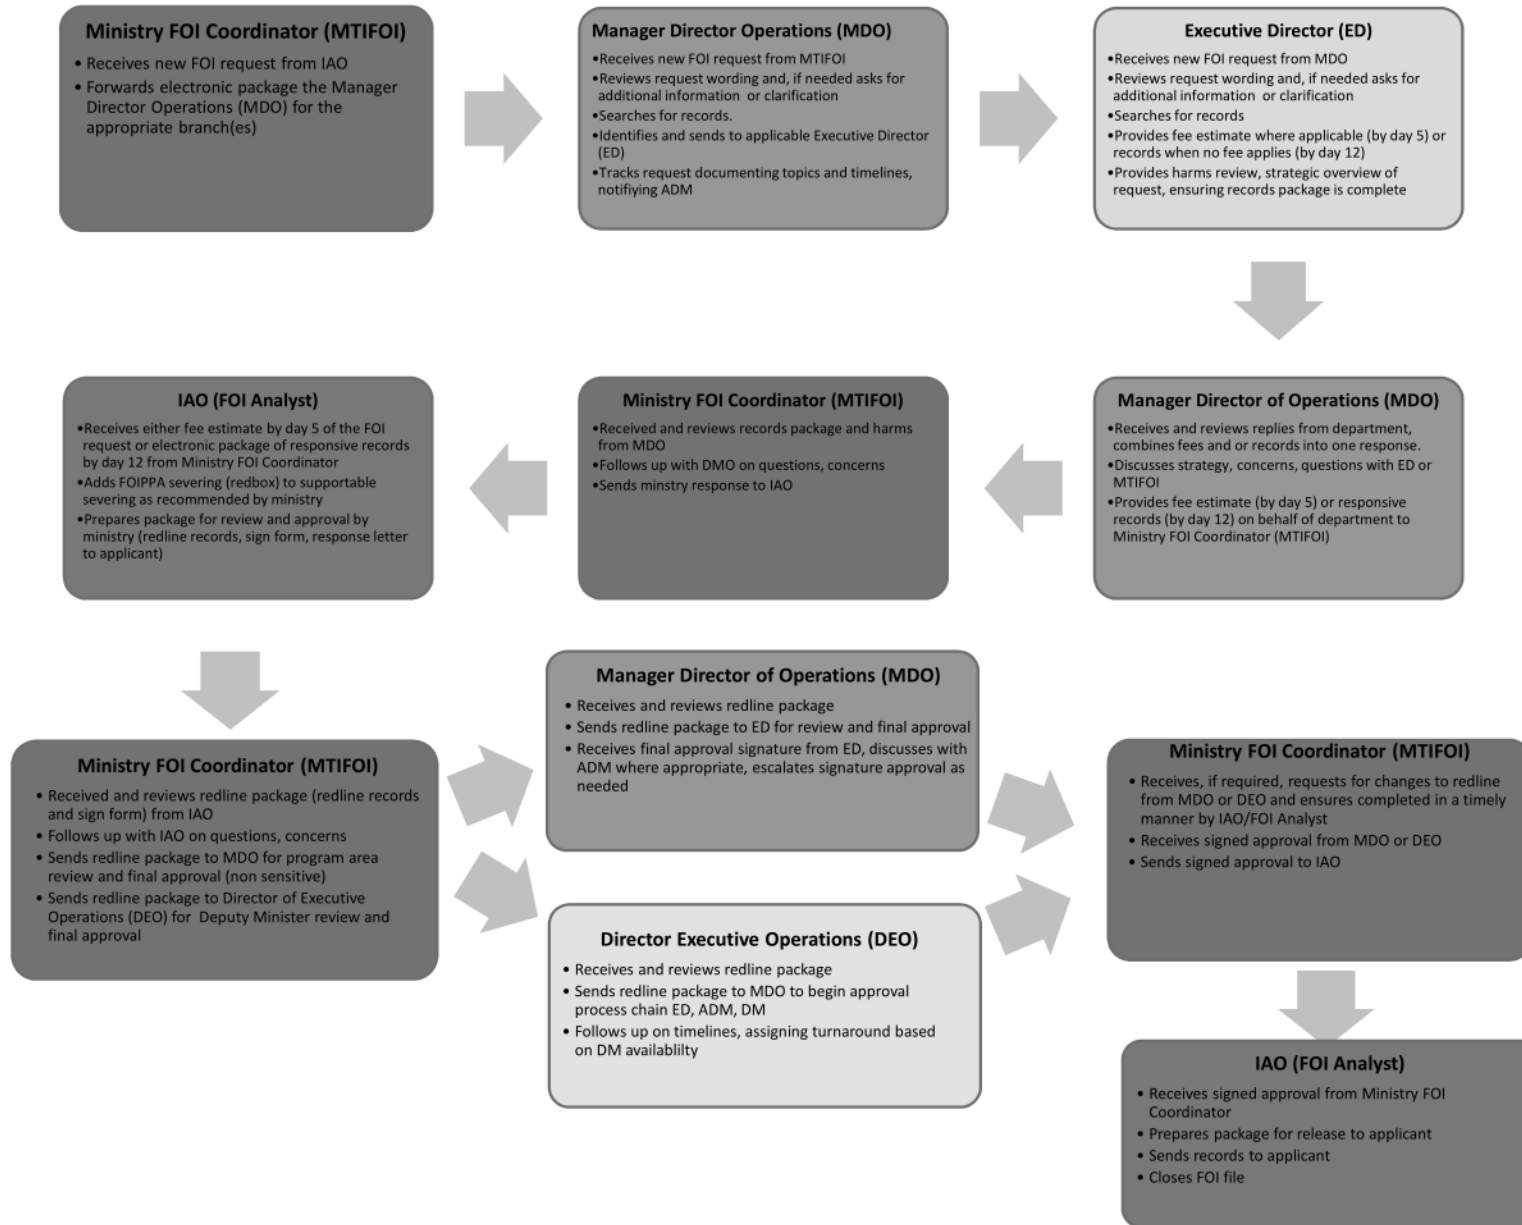 Ministry FOI Coordinator (MTIFOI)
• Receives new FOI request from IAO
• Forwards electronic package the Manager
Director Operations (MDO) for the
appropriate branch(es)
Manager Director Operations (MDO)
•Receives new FOI request from MTIFOI
•Reviews request wording and, if needed asks for
additional information or clarification
•Searches for records.
•Identifies and sends to applicable Executive Director
(ED)
•Tracks request documenting topics and timelines,
notifiying ADM
Executive Director (ED)
•Receives new FOI request from MDO
•Reviews request wording and, if needed asks for
additional information or clarification
•Searches for records
•Provides fee estimate where applicable (by day 5) or
records when no fee applies (by day 12)
•Provides harms review, strategic overview of
request, ensuring records package is complete
IAO (FOI Analyst)
•Receives either fee estimate by day 5 of the FOI
request or electronic package of responsive records
by day 12 from Ministry FOI Coordinator
•Adds FOIPPA severing (redbox) to supportable
severing as recommended by ministry
•Prepares package for review and approval by
ministry (redline records, sign form, response letter
to applicant)
Ministry FOI Coordinator (MTIFOI)
•Received and reviews records package and harms
from MDO
•Follows up with DMO on questions, concerns
•Sends minstry response to IAO
Manager Director of Operations (MDO)
•Receives and reviews replies from department,
combines fees and or records into one response.
•Discusses strategy, concerns, questions with ED or
MTIFOI
•Provides fee estimate (by day 5) or responsive
records (by day 12) on behalf of department to
Ministry FOI Coordinator (MTIFOI)
Ministry FOI Coordinator (MTIFOI)
• Received and reviews redline package (redline records
and sign form) from IAO
• Follows up with IAO on questions, concerns
• Sends redline package to MDO for program area
review and final approval (non sensitive)
• Sends redline package to Director of Executive
Operations (DEO) for Deputy Minister review and
final approval
Manager Director of Operations (MDO)
• Receives and reviews redline package
• Sends redline package to ED for review and final approval
• Receives final approval signature from ED, discusses with
ADM where appropriate, escalates signature approval as
needed
Director Executive Operations (DEO)
• Receives and reviews redline package
• Sends redline package to MDO to begin approval
process chain ED, ADM, DM
• Follows up on timelines, assigning turnaround based
on DM availablilty
Ministry FOI Coordinator (MTIFOI)
• Receives, if required, requests for changes to redline
from MDO or DEO and ensures completed in a timely
manner by IAO/FOI Analyst
• Receives signed approval from MDO or DEO
• Sends signed approval to IAO
IAO (FOI Analyst)
• Receives signed approval from Ministry FOI
Coordinator
• Prepares package for release to applicant
• Sends records to applicant
• Closes FOI file